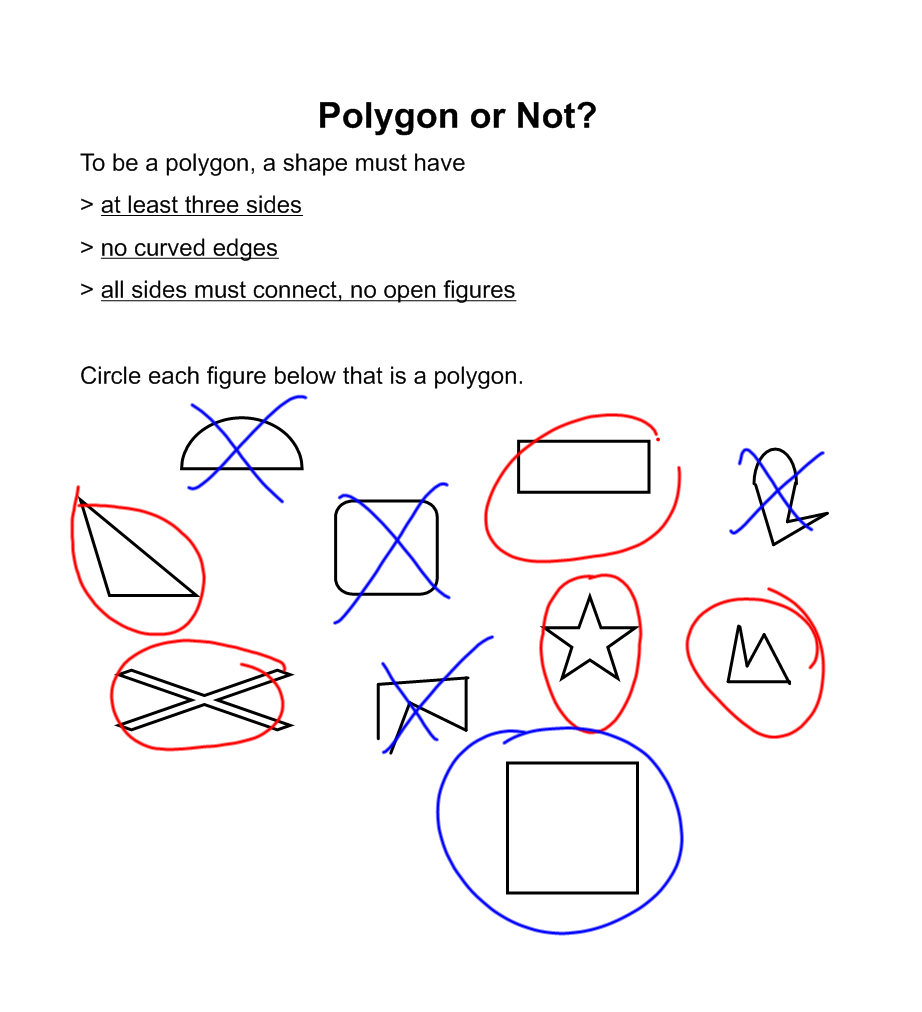 Polygon or Not?
To be a polygon, a shape must have
> at least three sides
> no curved edges
> all sides must connect, no open figures
Circle each figure below that is a polygon.